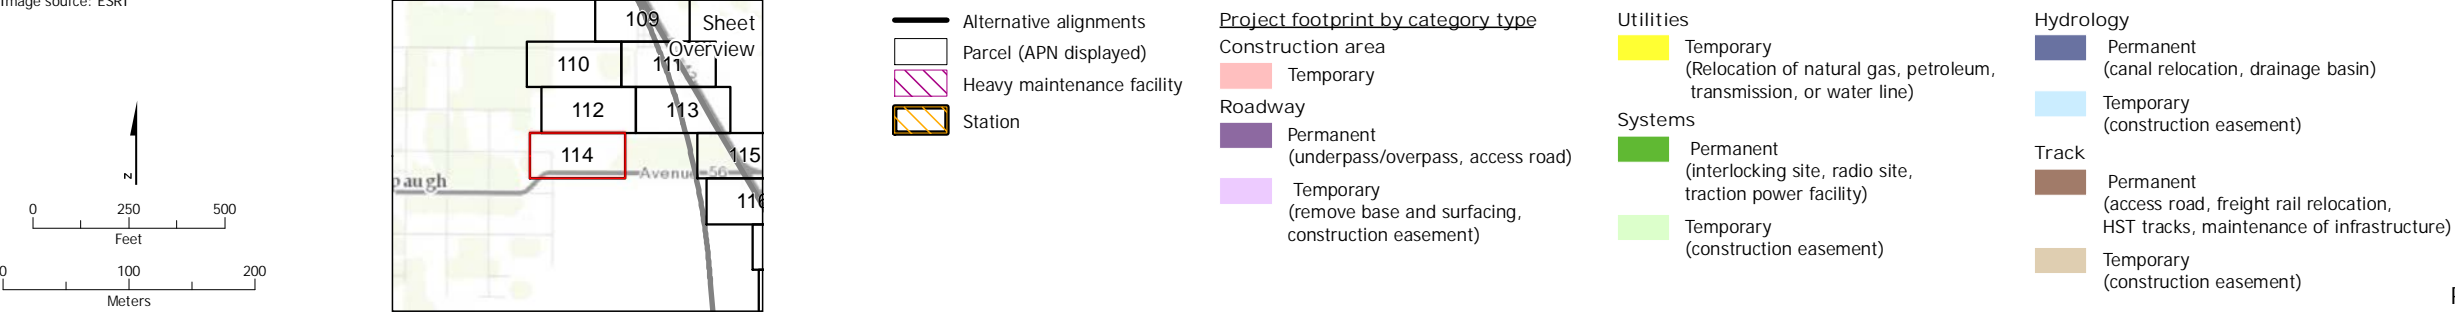 Image source: ESRI
N
0 250 500
Feet
0 100 200
Meters
109
Sheet
Overview
110
111
112
113
114
115
Avenue 56
paugh
116
Alternative alignments
Parcel (APN displayed)
Heavy maintenance facility
Station
Project footprint by category type
Construction area
Temporary
Roadway
Permanent
(underpass/overpass, access road)
Temporary
(remove base and surfacing,
construction easement)
Utilities
Temporary
(Relocation of natural gas, petroleum,
transmission, or water line)
Systems
Permanent
(interlocking site, radio site,
traction power facility)
Temporary
(construction easement)
Hydrology
Permanent
(canal relocation, drainage basin)
Temporary
(construction easement)
Track
Permanent
(access road, freight rail relocation,
HST tracks, maintenance of infrastructure)
Temporary
(construction easement)